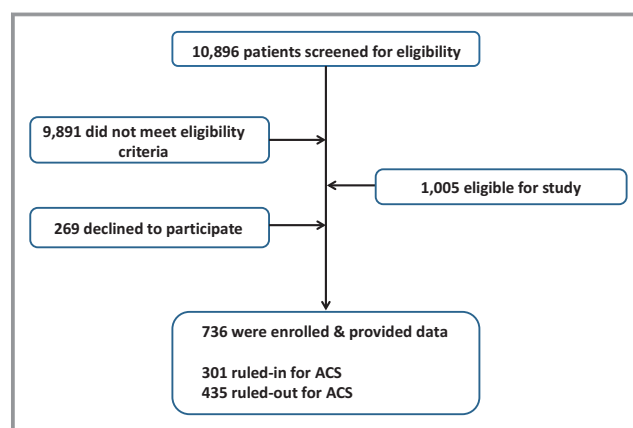 10,896 patients screened for eligibility
9,891 did not meet eligibility
criteria
1,005 eligible for study
269 declined to participate
736 were enrolled & provided data
301 ruled-in for ACS
435 ruled-out for ACS